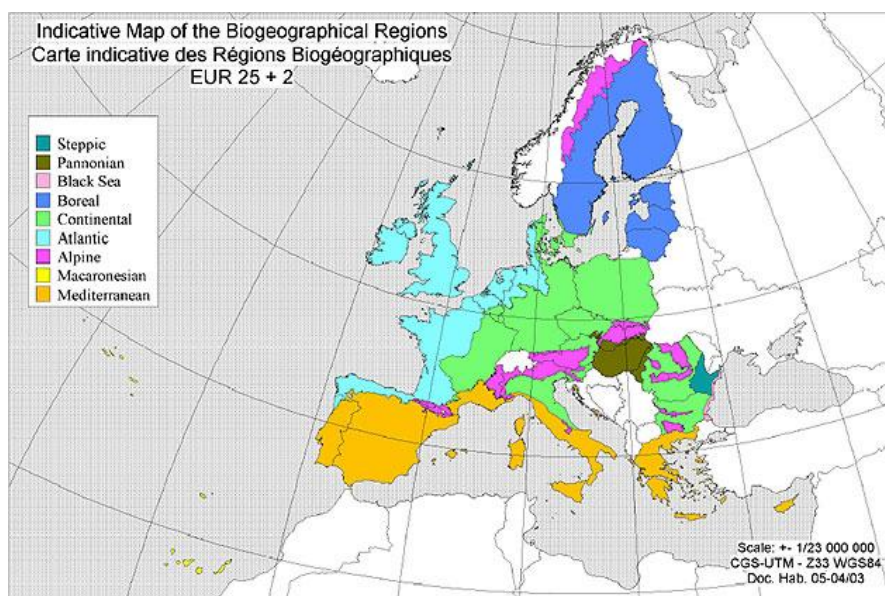 Indicative Map of the Biogeographical Regions
Carte indicative des Régions Biogéographiques
EUR 25 + 2
Steppic
Pannonian
Black Sea
Boreal
Continental
Atlantic
Alpine
Macaronesian
Mediterranean
Scale: +- 1/23 000 000
CGS-UTM - Z33 WGS84
Doc. Hab. 05-04/03